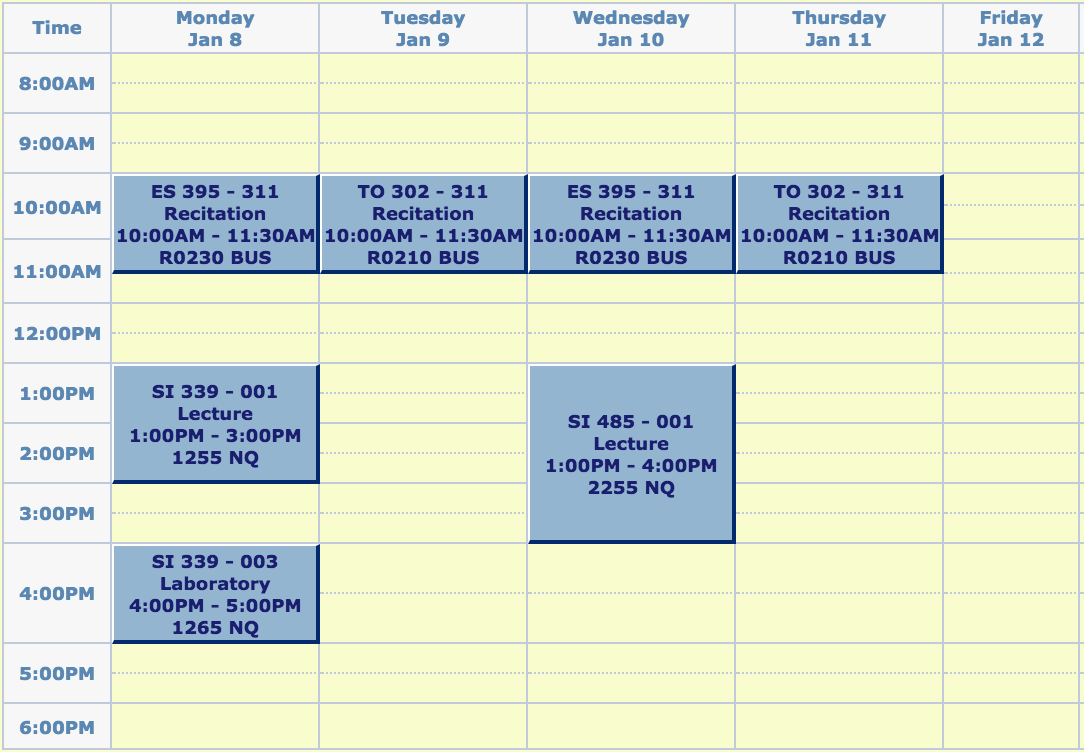 Time
Monday
Jan 8
Tuesday
Jan 9
Wednesday
Jan 10
Thursday
Jan 11
Friday
Jan 12
8:00AM
9:00AM
10:00AM
ES 395 - 311
Recitation
10:00AM - 11:30AM
R0230 BUS
TO 302 - 311
Recitation
10:00AM - 11:30AM
R0210 BUS
ES 395 - 311
Recitation
10:00AM - 11:30AM
R0230 BUS
TO 302 - 311
Recitation
10:00AM - 11:30AM
R0210 BUS
11:00AM
12:00PM
1:00PM
SI 339 - 001
Lecture
1:00PM - 3:00PM
1255 NQ
SI 485 - 001
Lecture
1:00PM - 4:00PM
2255 NQ
2:00PM
3:00PM
4:00PM
SI 339 - 003
Laboratory
4:00PM - 5:00PM
1265 NQ
5:00PM
6:00PM